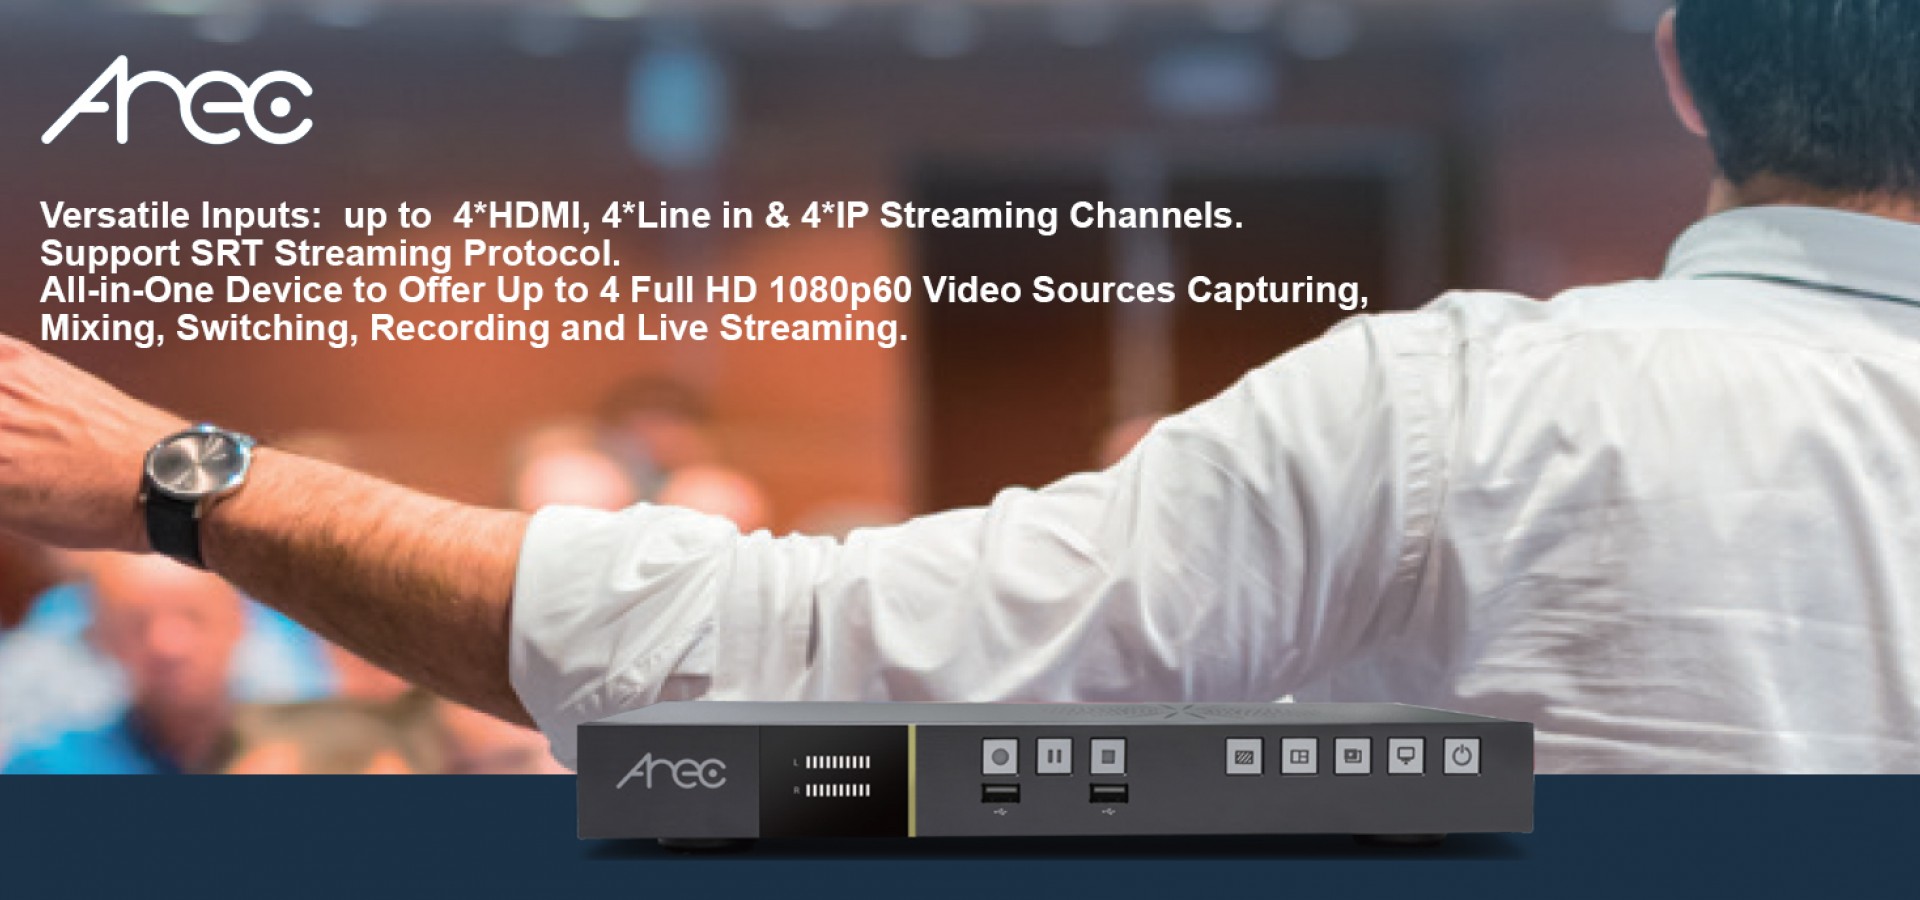 Arec
Versatile Inputs:  up to  4*HDMI, 4*Line in & 4*IP Streaming Channels.
Support SRT Streaming Protocol.
All-in-One Device to Offer Up to 4 Full HD 1080p60 Video Sources Capturing,
Mixing, Switching, Recording and Live Streaming.
Arec
L
R